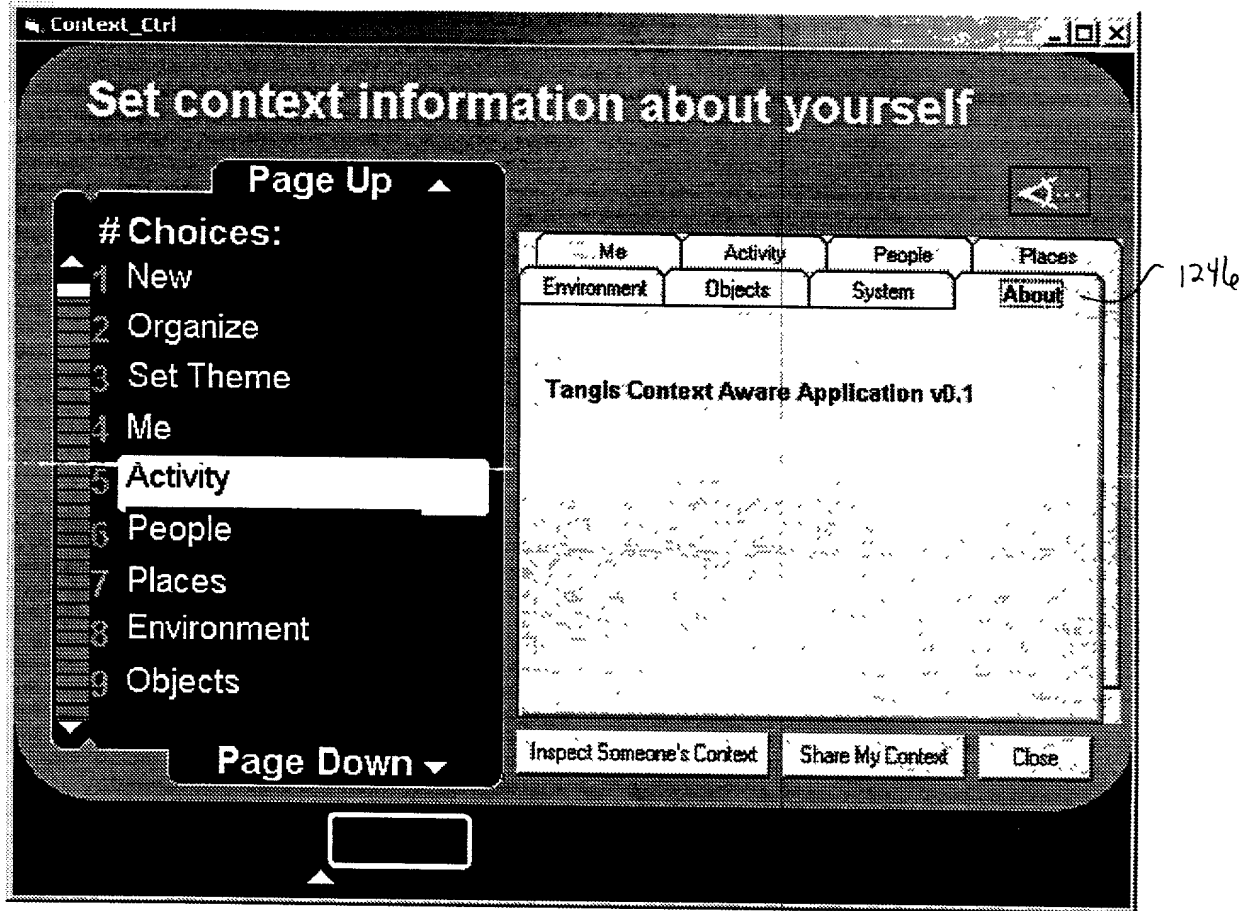 Context_Ctrl
Set context information about yourself
Page Up
# Choices:
1 New
2 Organize
3 Set Theme
4 Me
5 Activity
6 People
7 Places
8 Environment
9 Objects
Page Down
Me Activity People Places
Environment Objects System About
1246
Tangis Context Aware Application v0.1
Inspect Someone's Context Share My Context Close